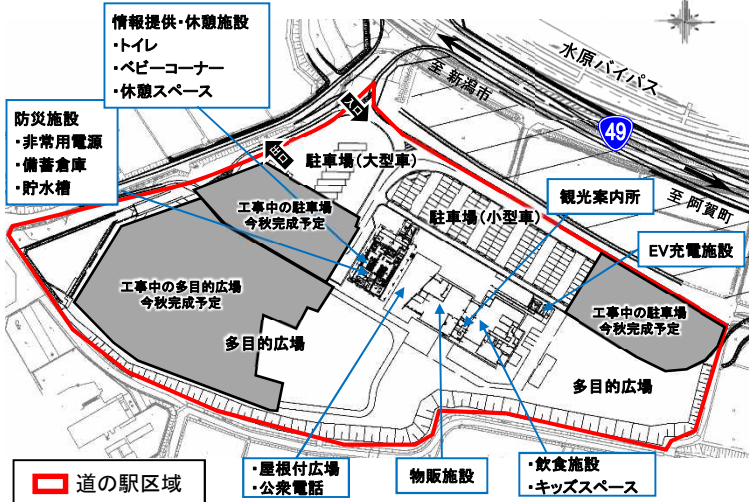 情報提供・休憩施設
・トイレ
・ベビーコーナー
・休憩スペース
防災施設
・非常用電源
・備蓄倉庫
・貯水槽
水原バイパス
至 新潟市
49
至 阿賀町
入口
出口
駐車場(大型車)
駐車場(小型車)
観光案内所
EV充電施設
工事中の駐車場
今秋完成予定
工事中の多目的広場
今秋完成予定
工事中の駐車場
今秋完成予定
多目的広場
多目的広場
・屋根付広場
・公衆電話
物販施設
・飲食施設
・キッズスペース
道の駅区域